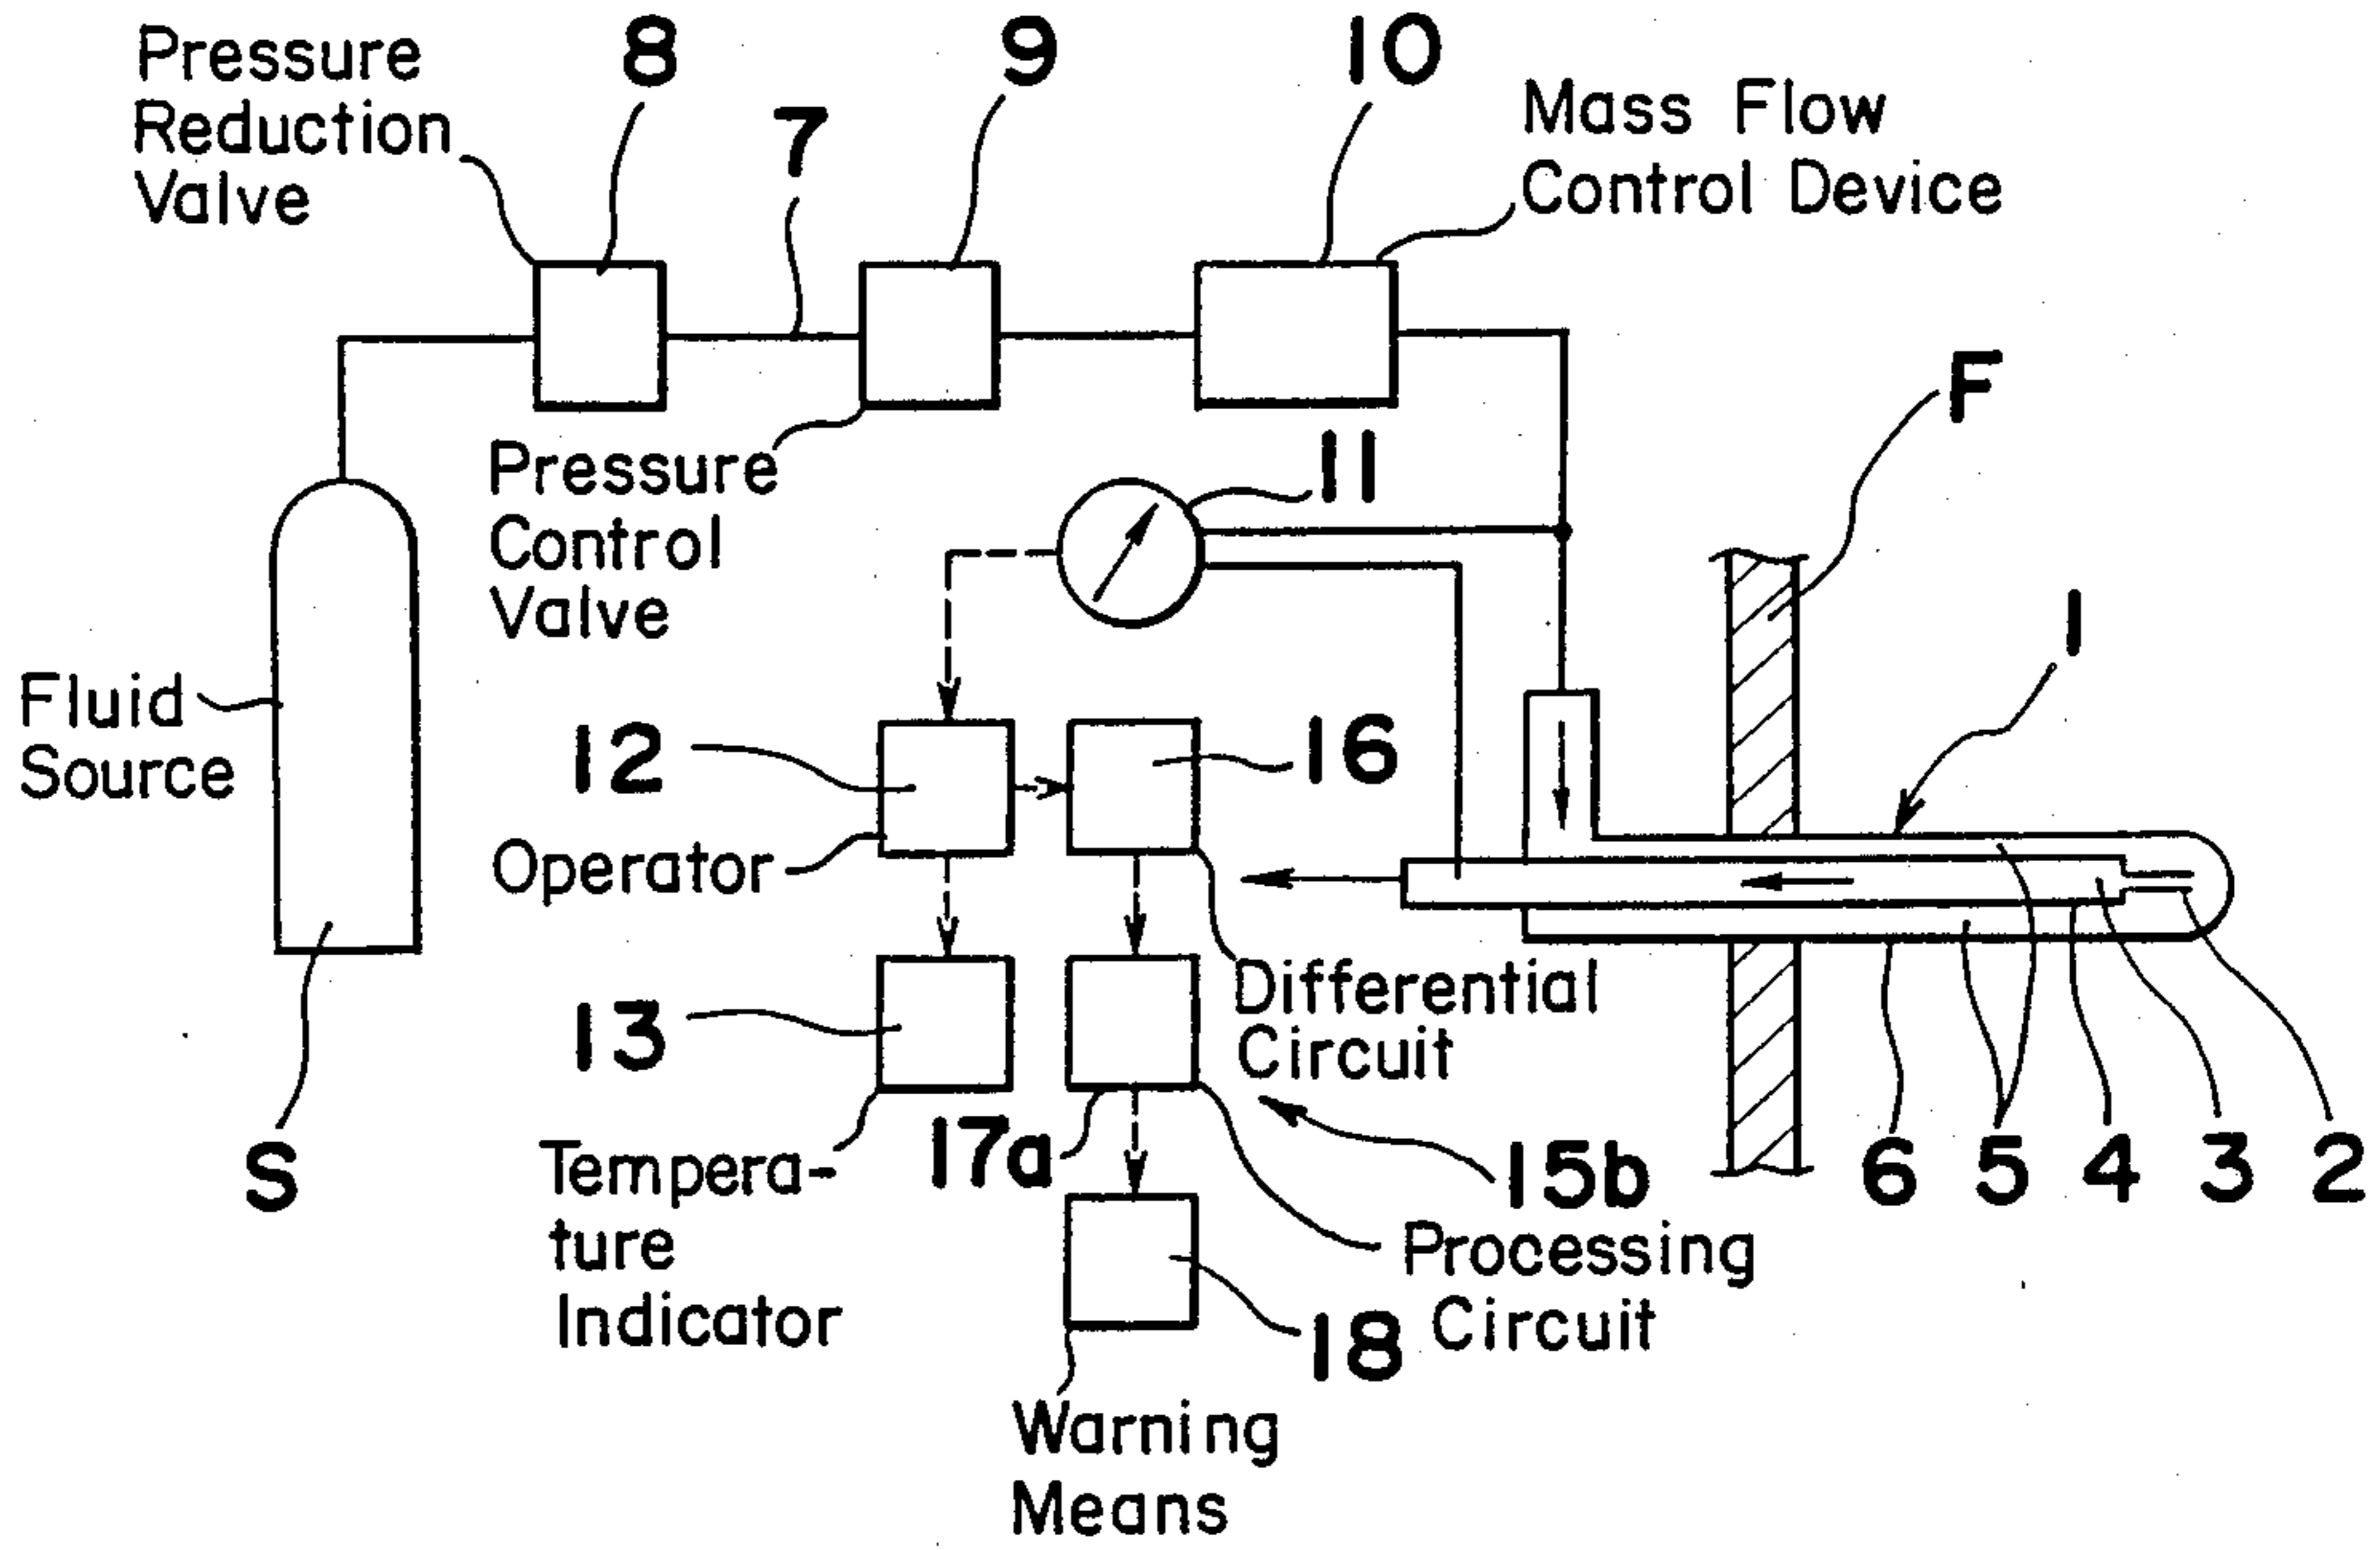 Pressure
Reduction
Valve
8
7
9
10
Mass Flow
Control Device
Pressure
Control
Valve
11
F
1
Fluid
Source
12
Operator
16
13
Differential
Circuit
S
Tempera-
ture
Indicator
17a
15b
6 5 4 3 2
Processing
Circuit
18
Warning
Means